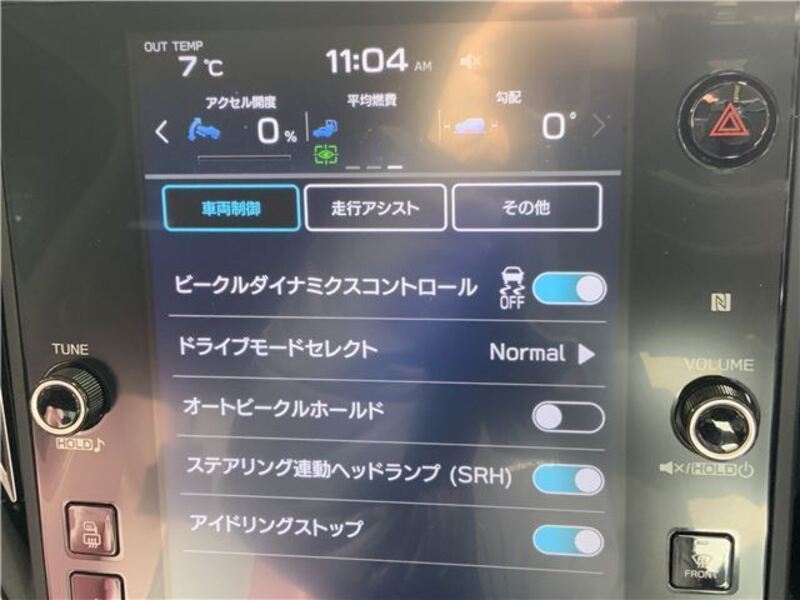 OUT TEMP
7℃
11:04 AM
アクセル開度
平均燃費
勾配
0 %
0°
車両制御
走行アシスト
その他
ビークルダイナミクスコントロール
OFF
ドライブモードセレクト
Normal
オートビークルホールド
ステアリング連動ヘッドランプ (SRH)
アイドリングストップ
TUNE
HOLD
VOLUME
HOLD
FRONT